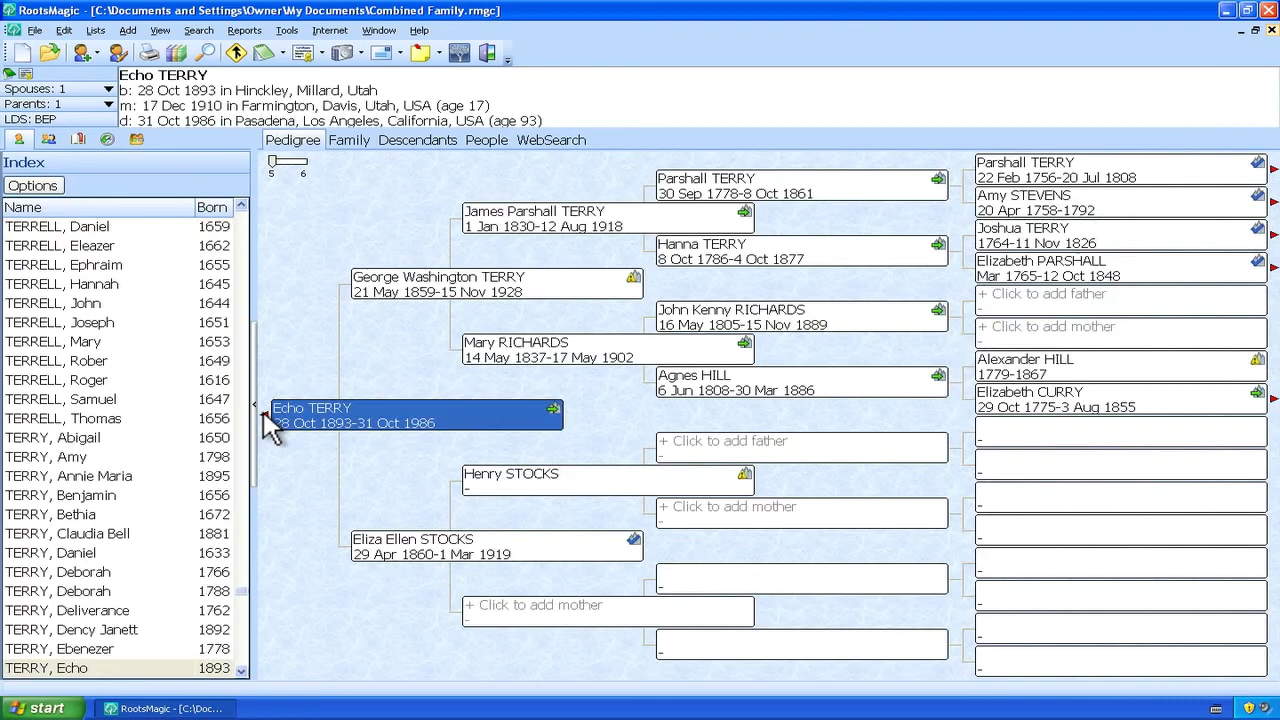 RootsMagic - [C:\Documents and Settings\Owner\My Documents\Combined Family.rmgc]
File Edit Lists Add View Search Reports Tools Internet Window Help
Echo TERRY
b: 28 Oct 1893 in Hinckley, Millard, Utah
Spouses: 1
m: 17 Dec 1910 in Farmington, Davis, Utah, USA (age 17)
Parents: 1
d: 31 Oct 1986 in Pasadena, Los Angeles, California, USA (age 93)
LDS: BEP
Pedigree Family Descendants People WebSearch
Index
Options
Name Born
TERRELL, Daniel 1659
TERRELL, Eleazer 1662
TERRELL, Ephraim 1655
TERRELL, Hannah 1645
TERRELL, John 1644
TERRELL, Joseph 1651
TERRELL, Mary 1653
TERRELL, Rober 1649
TERRELL, Roger 1616
TERRELL, Samuel 1647
TERRELL, Thomas 1656
TERRY, Abigail 1650
TERRY, Amy 1798
TERRY, Annie Maria 1895
TERRY, Benjamin 1656
TERRY, Bethia 1672
TERRY, Claudia Bell 1881
TERRY, Daniel 1633
TERRY, Deborah 1766
TERRY, Deborah 1788
TERRY, Deliverance 1762
TERRY, Dency Janett 1892
TERRY, Ebenezer 1778
TERRY, Echo 1893
5 6
Echo TERRY
28 Oct 1893-31 Oct 1986
George Washington TERRY
21 May 1859-15 Nov 1928
Eliza Ellen STOCKS
29 Apr 1860-1 Mar 1919
James Parshall TERRY
1 Jan 1830-12 Aug 1918
Mary RICHARDS
14 May 1837-17 May 1902
Henry STOCKS
-
+ Click to add mother
-
Parshall TERRY
30 Sep 1778-8 Oct 1861
Hanna TERRY
8 Oct 1786-4 Oct 1877
John Kenny RICHARDS
16 May 1805-15 Nov 1889
Agnes HILL
6 Jun 1808-30 Mar 1886
+ Click to add father
-
+ Click to add mother
-
-
-
Parshall TERRY
22 Feb 1756-20 Jul 1808
Amy STEVENS
20 Apr 1758-1792
Joshua TERRY
1764-11 Nov 1826
Elizabeth PARSHALL
Mar 1765-12 Oct 1848
+ Click to add father
-
+ Click to add mother
-
Alexander HILL
1779-1867
Elizabeth CURRY
29 Oct 1775-3 Aug 1855
-
-
-
-
-
-
-
-
start RootsMagic - [C:\Doc...